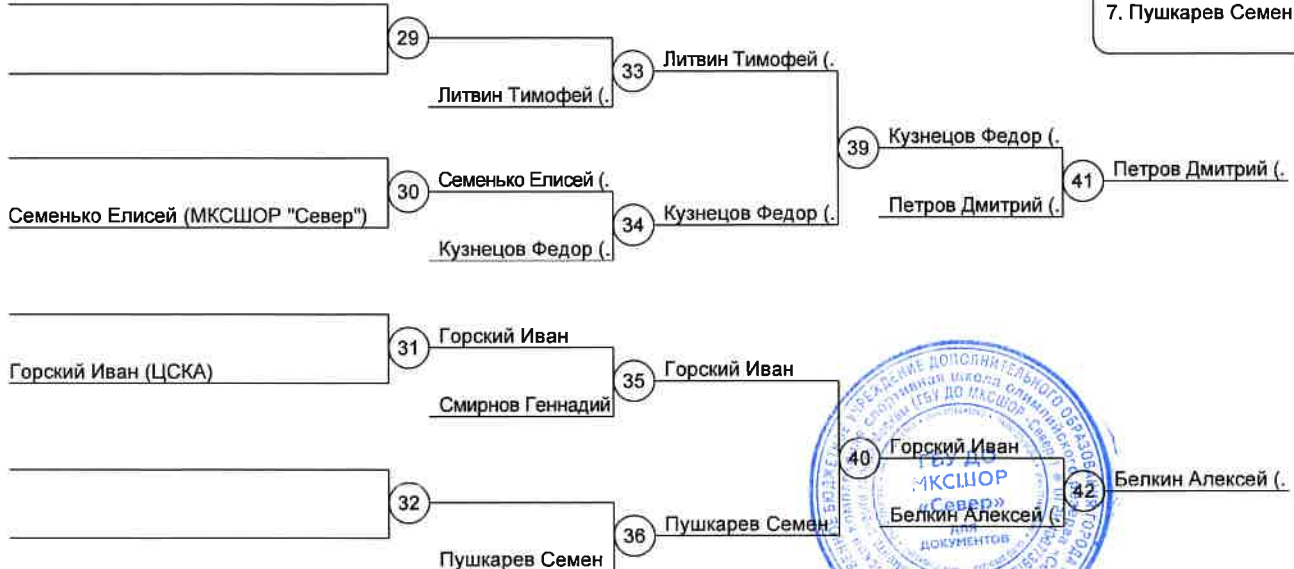 7. Пушкарев Семен
29
33
Литвин Тимофей (.
Литвин Тимофей (.
39
Кузнецов Федор (.
30
Семенько Елисей (.
41
Петров Дмитрий (.
Семенько Елисей (МКСШОР "Север")
34
Кузнецов Федор (.
Петров Дмитрий (.
Кузнецов Федор (.
31
Горский Иван
Горский Иван (ЦСКА)
35
Горский Иван
Смирнов Геннадий
40
Горский Иван
42
Белкин Алексей (.
Белкин Алексей (.
32
36
Пушкарев Семен
Пушкарев Семен
ГБУ ДО
МКСШОР
«Север»
ДЛЯ
ДОКУМЕНТОВ